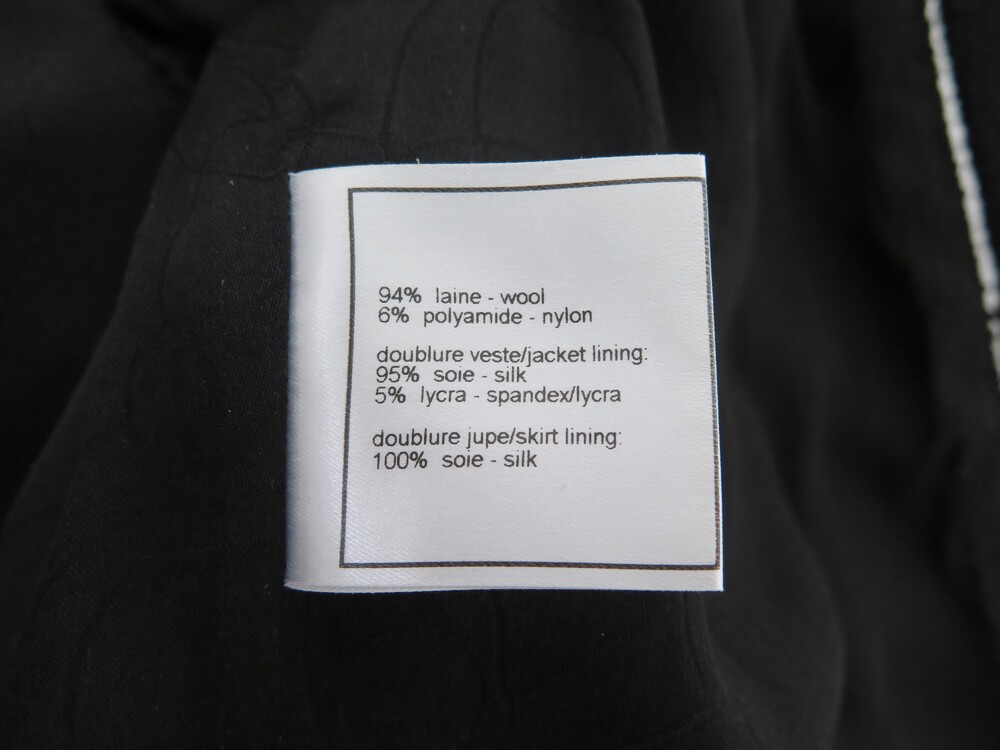 94% laine - wool
6% polyamide - nylon
doublure veste/jacket lining:
95% soie - silk
5% lycra - spandex/lycra
doublure jupe/skirt lining:
100% soie - silk